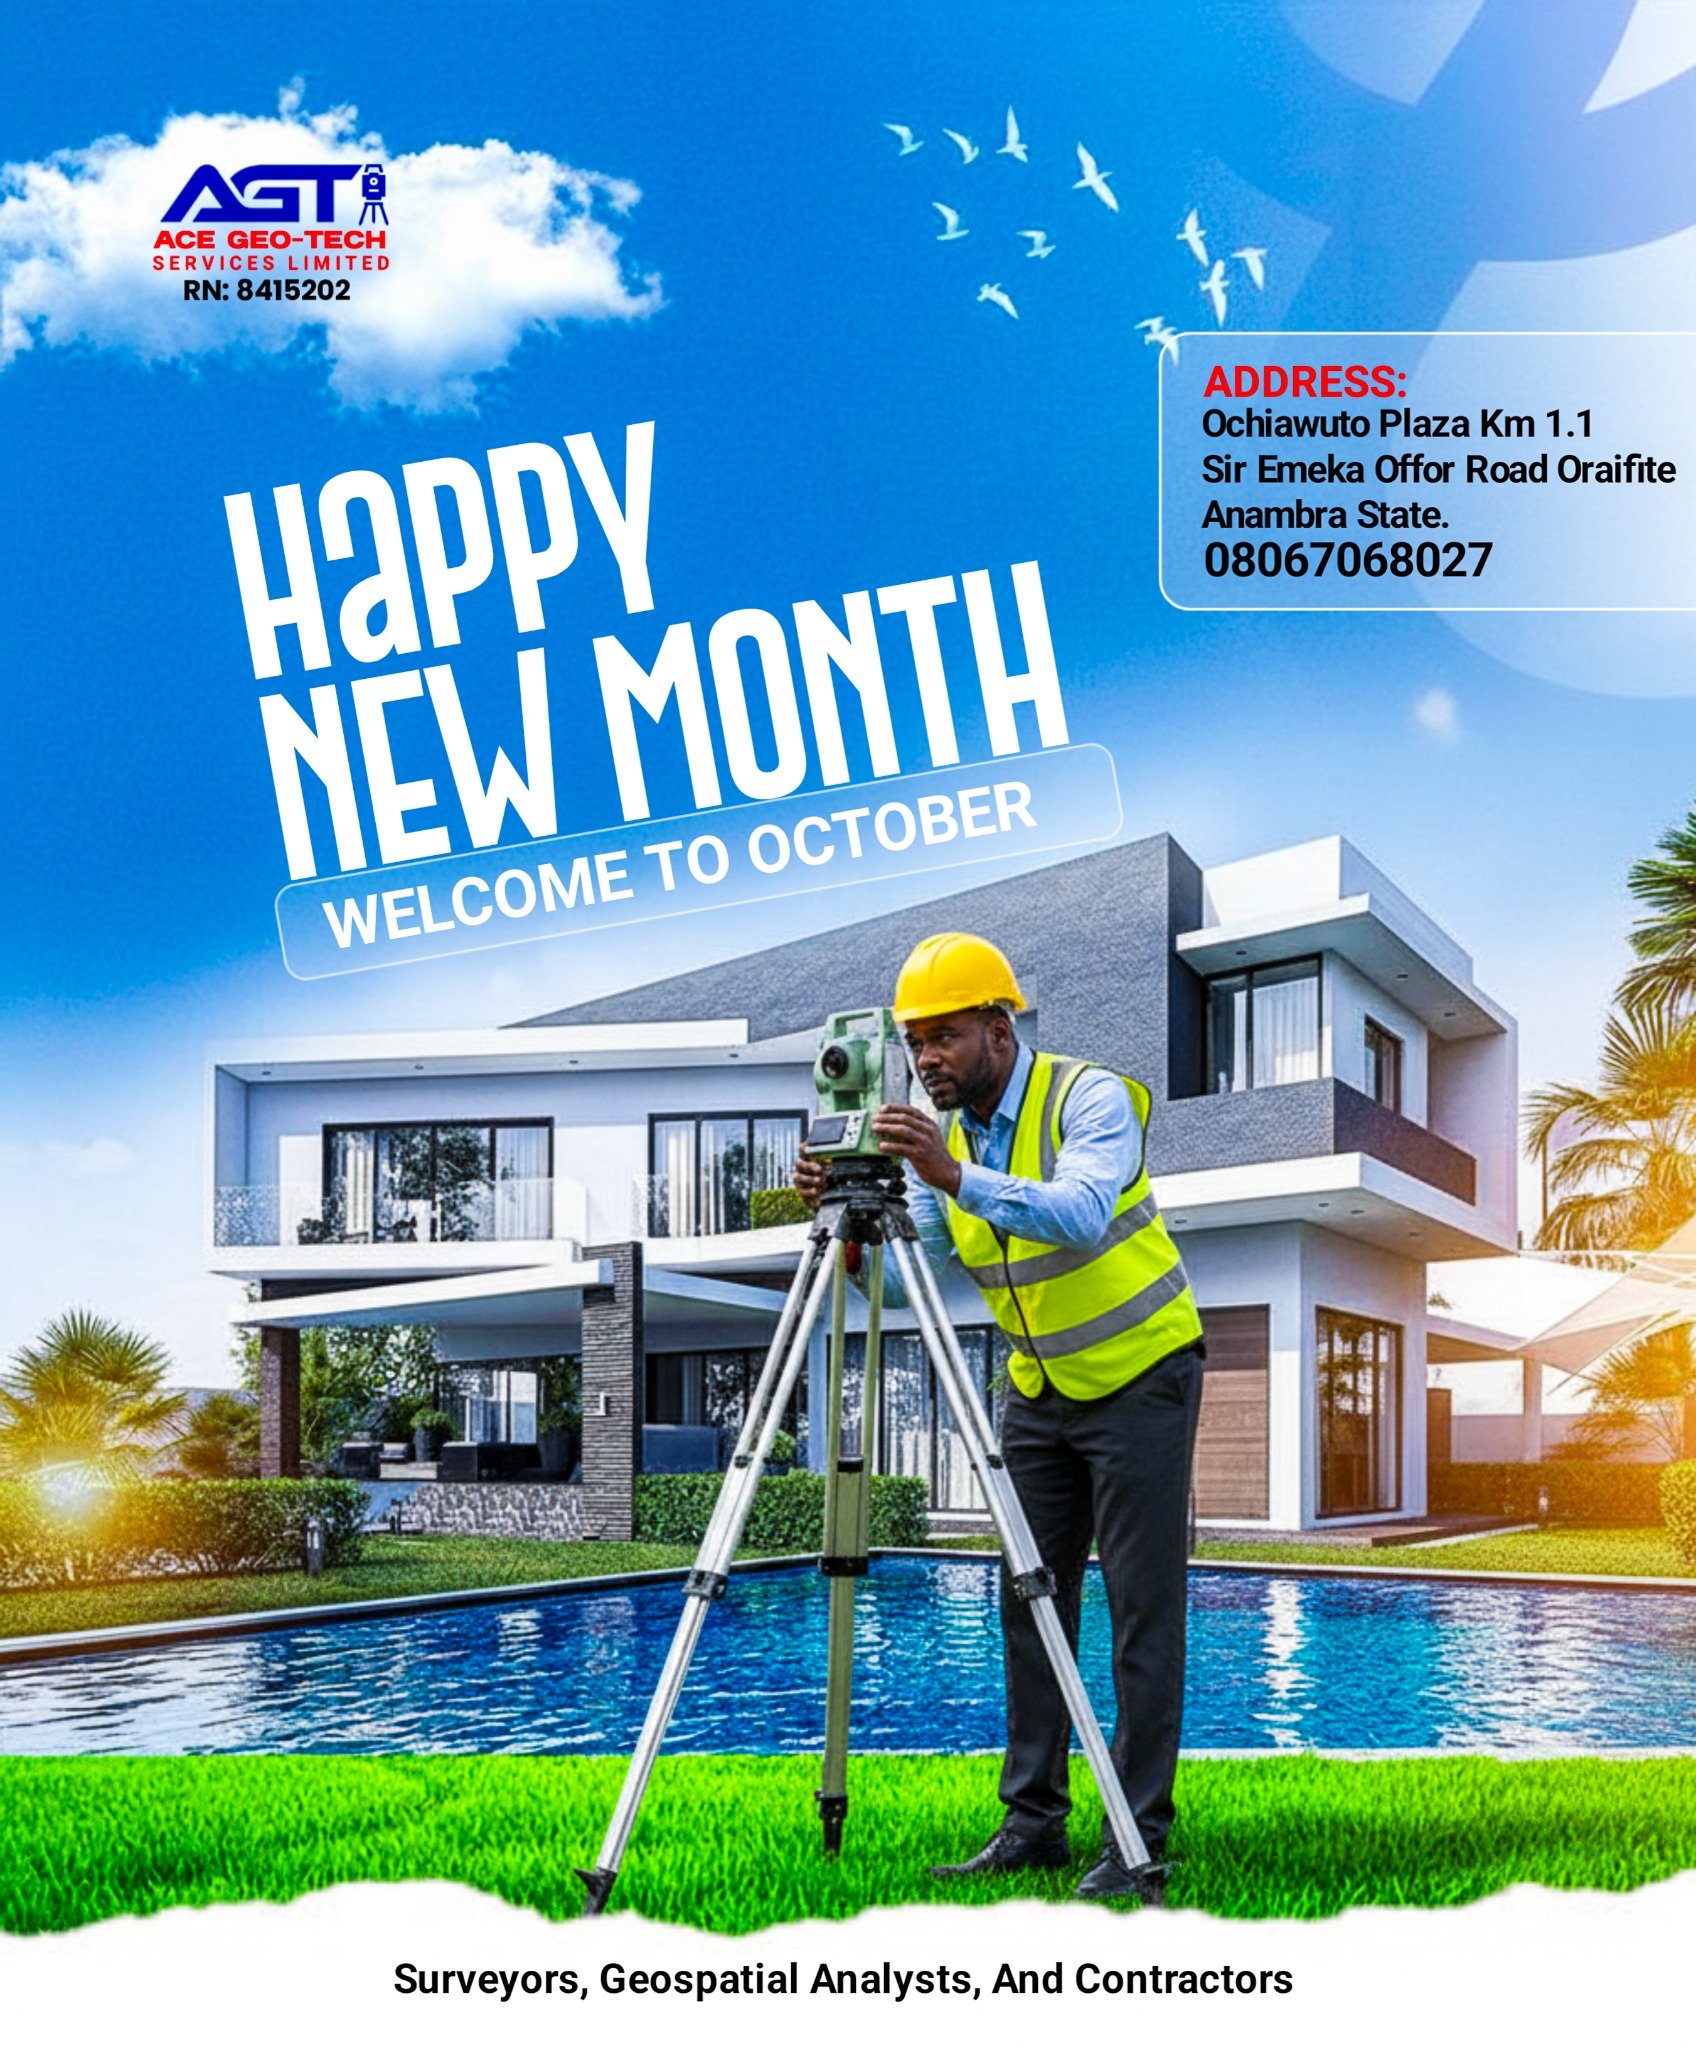 AGT
ACE GEO-TECH
SERVICES LIMITED
RN: 8415202
ADDRESS:
Ochiawuto Plaza Km 1.1
Sir Emeka Offor Road Oraifite
Anambra State.
08067068027
HaPPY
NEW MONTH
WELCOME TO OCTOBER
Surveyors, Geospatial Analysts, And Contractors